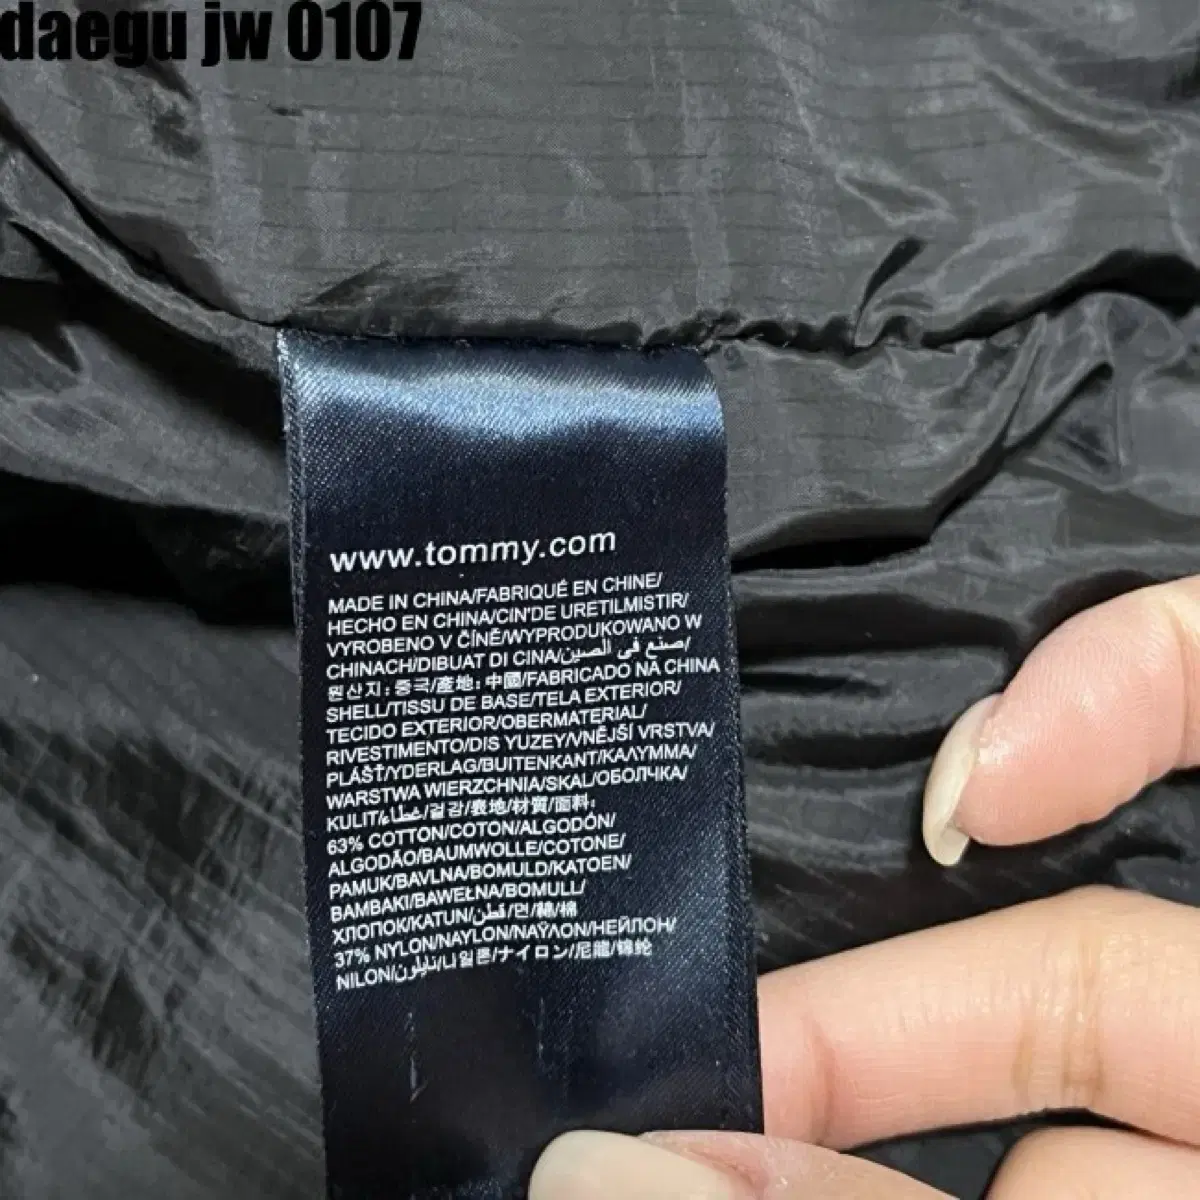 daegu jw 0107
www.tommy.com
MADE IN CHINA/FABRIQUÉ EN CHINE/
HECHO EN CHINA/CIN'DE URETILMISTIR/
VYROBENO V ČÍNĚ/WYPRODUKOWANO W
CHINACH/DIBUAT DI CINA/صنع في الصين/
원산지: 중국/產地: 中國/FABRICADO NA CHINA
SHELL/TISSU DE BASE/TELA EXTERIOR/
TECIDO EXTERIOR/OBERMATERIAL/
RIVESTIMENTO/DIS YUZEY/VNĚJŠÍ VRSTVA/
PLÁŠŤ/YDERLAG/BUITENKANT/ΚΑΛΥΜΜΑ/
WARSTWA WIERZCHNIA/SKAL/ОБОЛЧКА/
KULIT/غطاء/겉감/表地/材質/面料:
63% COTTON/COTON/ALGODÓN/
ALGODÃO/BAUMWOLLE/COTONE/
PAMUK/BAVLNA/BOMULD/KATOEN/
BAMBAKI/BAWEŁNA/BOMULL/
ХЛОПОК/KATUN/قطن/면/綿/棉
37% NYLON/NAYLON/ΝΑΫΛΟΝ/НЕЙЛОН/
NILON/نايلون/나일론/ナイロン/尼龍/锦纶